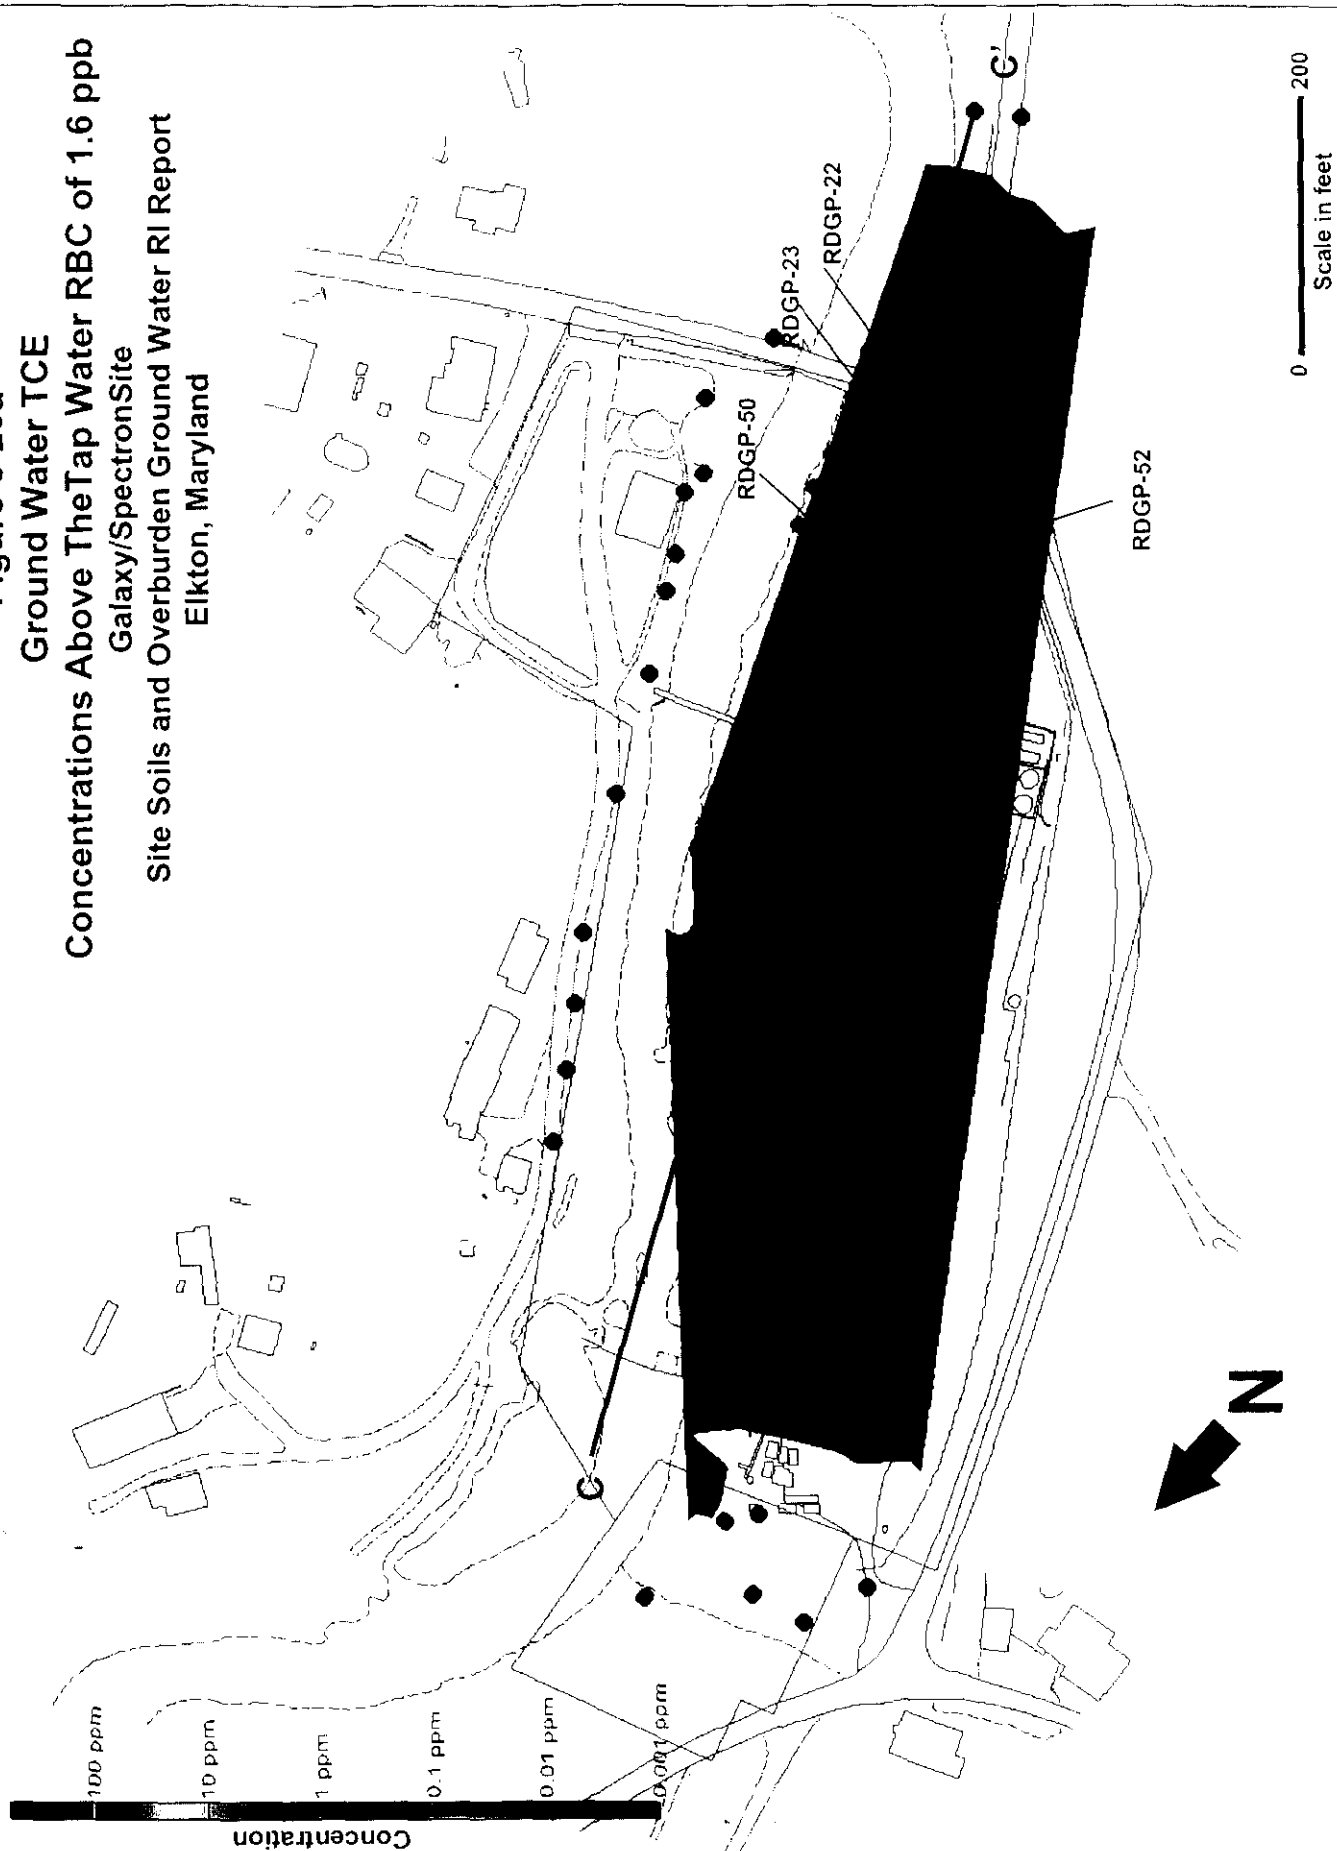 Ground Water TCE
Concentrations Above TheTap Water RBC of 1.6 ppb
Galaxy/SpectronSite
Site Soils and Overburden Ground Water RI Report
Elkton, Maryland
C'
RDGP-22
RDGP-23
RDGP-50
RDGP-52
0 200
Scale in feet
N
100 ppm
10 ppm
1 ppm
0.1 ppm
0.01 ppm
0.001 ppm
Concentration